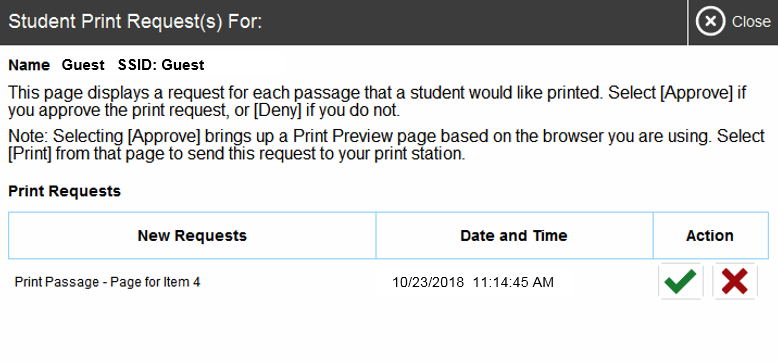 Student Print Request(s) For:
Close
Name Guest SSID: Guest
This page displays a request for each passage that a student would like printed. Select [Approve] if
you approve the print request, or [Deny] if you do not.
Note: Selecting [Approve] brings up a Print Preview page based on the browser you are using. Select
[Print] from that page to send this request to your print station.
Print Requests
New Requests Date and Time Action
Print Passage - Page for Item 4 10/23/2018 11:14:45 AM